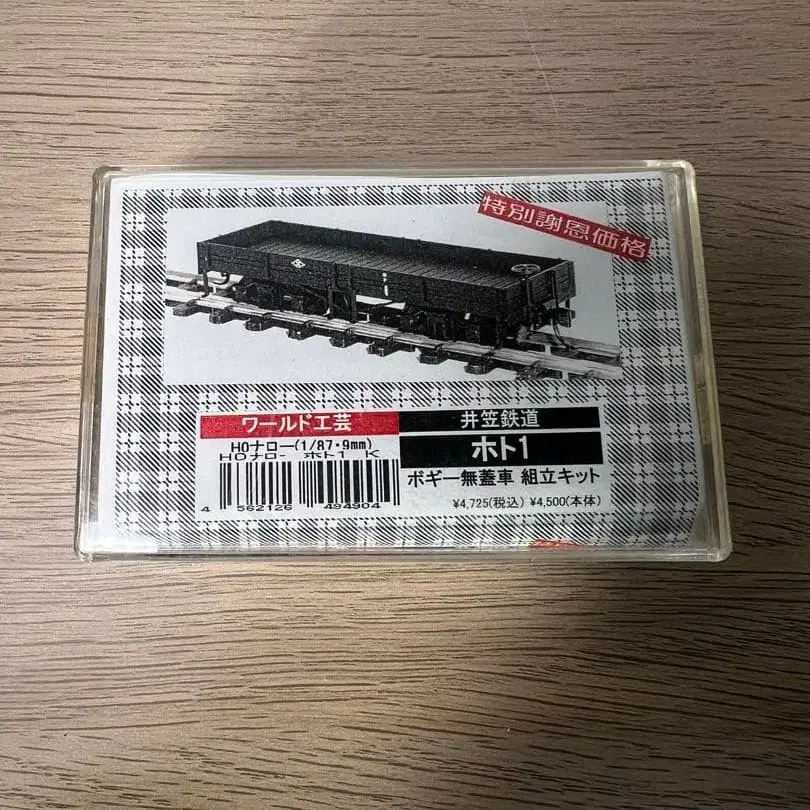 特別謝恩価格
ワールド工芸
HOナロー(1/87・9mm)
HOナロ- ホト1 K
4 562126 494904
井笠鉄道
ホト1
ボギー無蓋車 組立キット
¥4,725(税込) ¥4,500(本体)